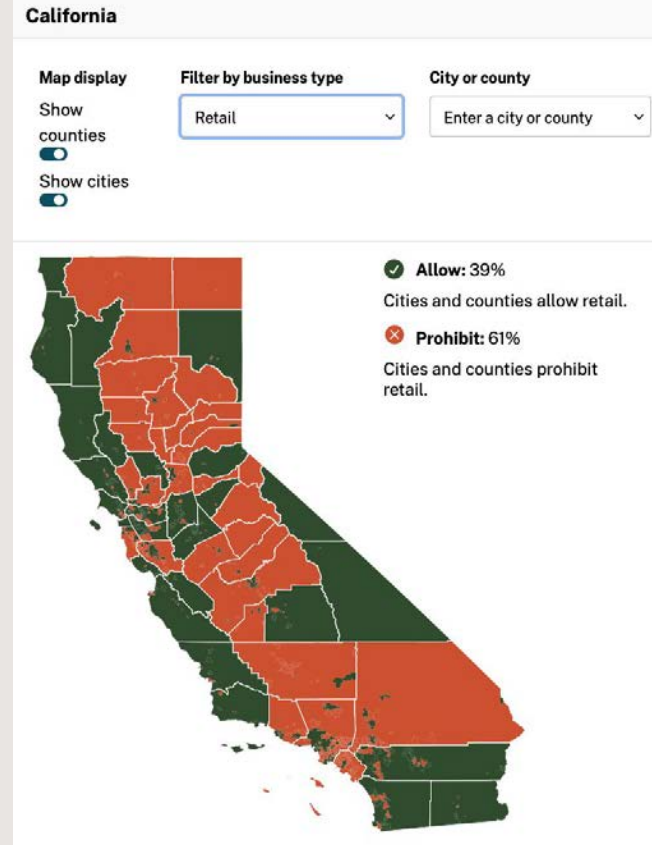 California
Map display
Show
counties
Show cities
Filter by business type
Retail
City or county
Enter a city or county
Allow: 39%
Cities and counties allow retail.
Prohibit: 61%
Cities and counties prohibit
retail.